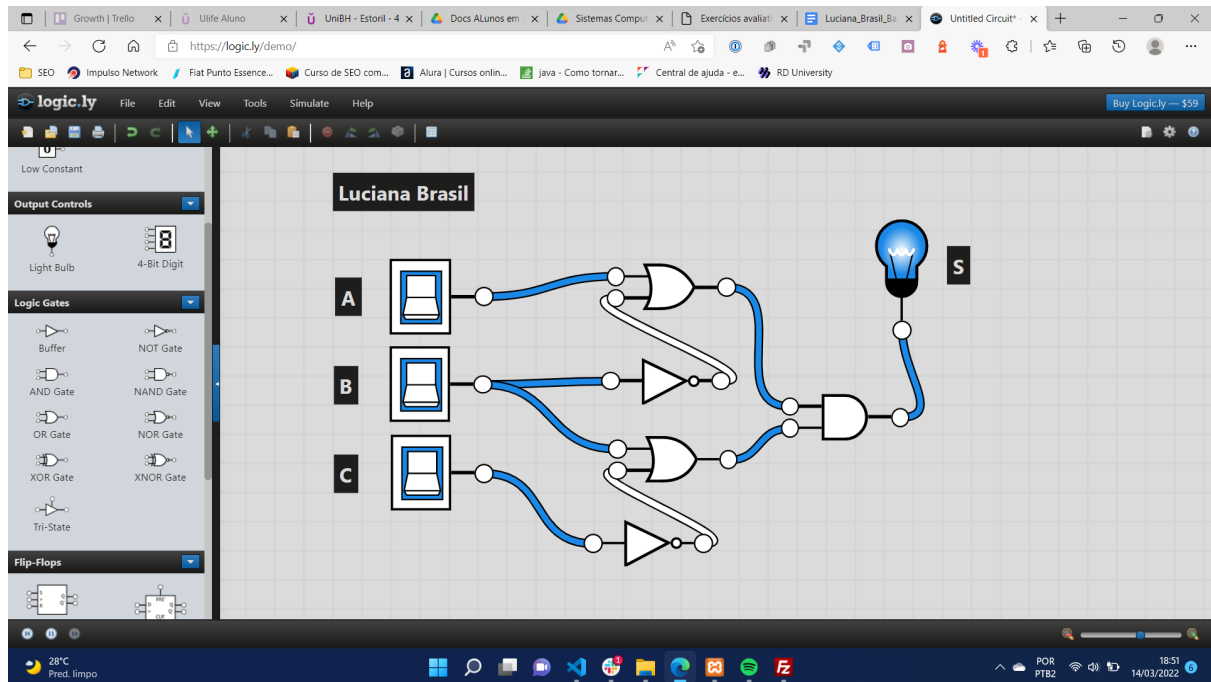 Growth | Trello
Ulife Aluno
UniBH - Estoril - 4
Docs ALunos em
Sistemas Comput
Exercícios avaliati
Luciana_Brasil_Ba
Untitled Circuit*
https://logic.ly/demo/
SEO
Impulso Network
Fiat Punto Essence...
Curso de SEO com...
Alura | Cursos onlin...
java - Como tornar...
Central de ajuda - e...
RD University
logic.ly
File
Edit
View
Tools
Simulate
Help
Buy Logic.ly — $59
Low Constant
Output Controls
Light Bulb
4-Bit Digit
Logic Gates
Buffer
NOT Gate
AND Gate
NAND Gate
OR Gate
NOR Gate
XOR Gate
XNOR Gate
Tri-State
Flip-Flops
Luciana Brasil
A
B
C
S
28°C
Pred. limpo
POR
PTB2
18:51
14/03/2022
6